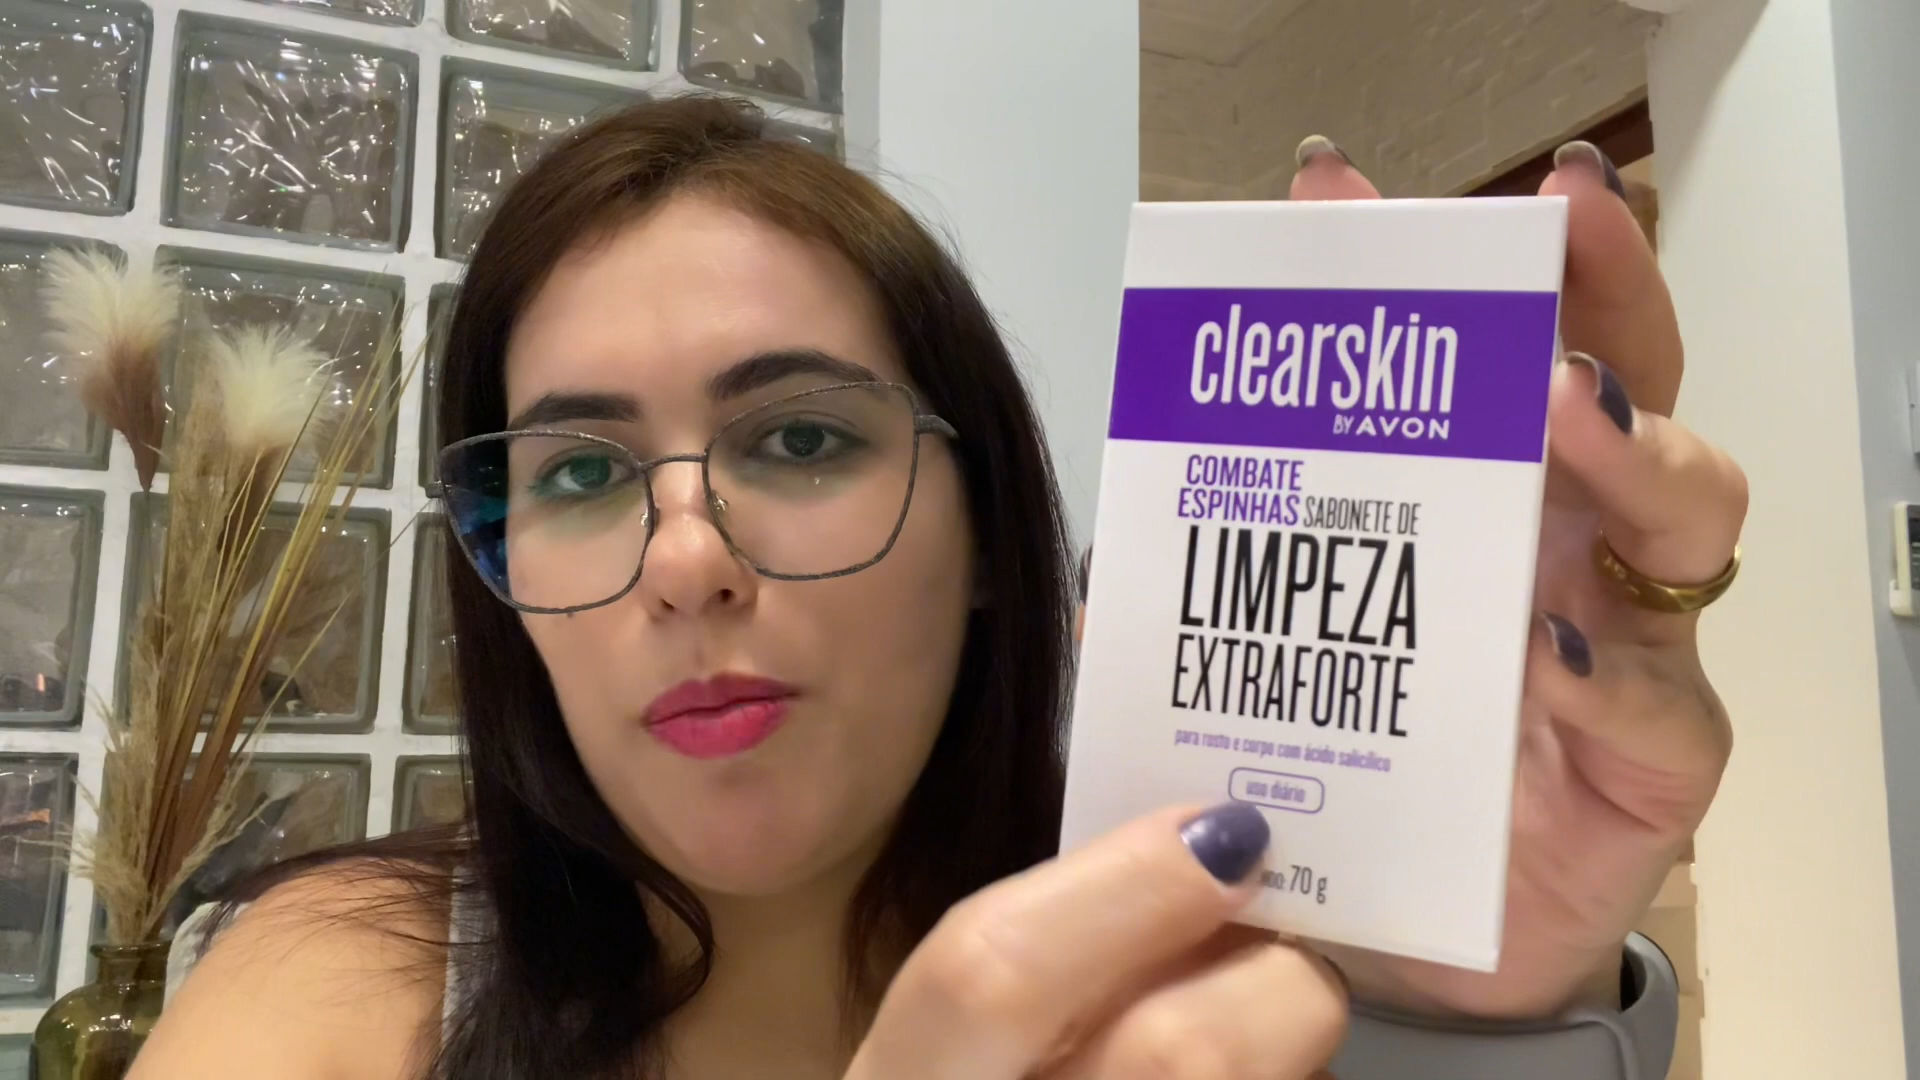 clearskin
BY AVON
COMBATE
ESPINHAS SABONETE DE
LIMPEZA
EXTRAFORTE
para rosto e corpo com ácido salicílico
uso diário
70 g